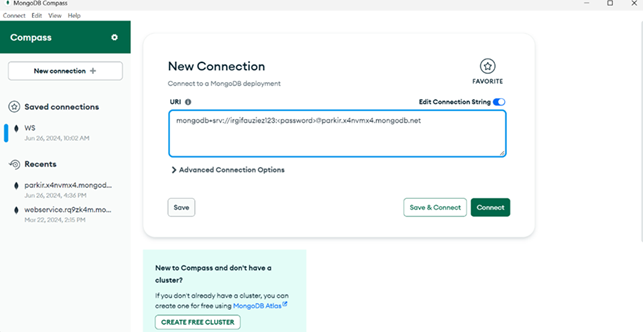 MongoDB Compass
Connect Edit View Help
Compass
New connection +
Saved connections
WS
Jun 26, 2024, 10:02 AM
Recents
parkir.x4nvmx4.mongod...
Jun 26, 2024, 4:36 PM
webservice.rq9zk4m.mo...
Mar 22, 2024, 2:15 PM
New Connection
Connect to a MongoDB deployment
FAVORITE
URI
Edit Connection String
mongodb+srv://irgifauziez123:<password>@parkir.x4nvmx4.mongodb.net
Advanced Connection Options
Save
Save & Connect
Connect
New to Compass and don't have a
cluster?
If you don't already have a cluster, you can
create one for free using MongoDB Atlas
CREATE FREE CLUSTER